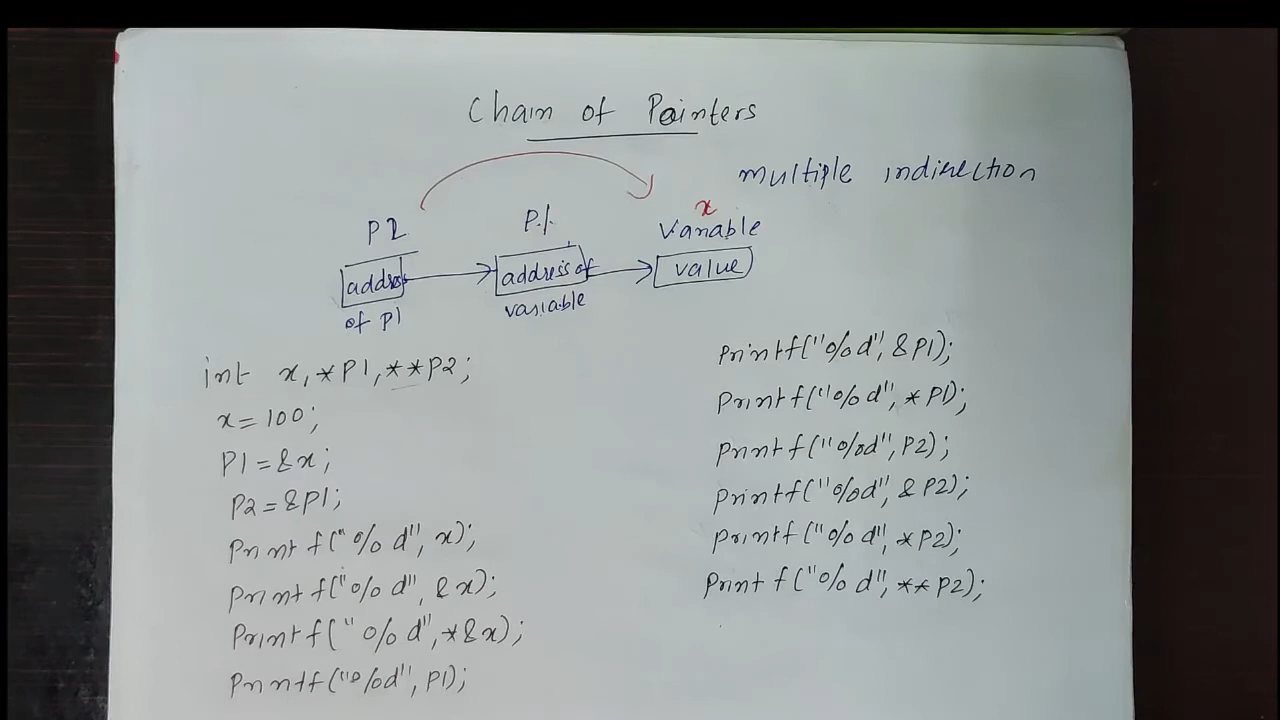 Chain of Pointers
multiple indirection
P2
P1
x
Variable
address
of P1
address of
variable
value
int x, *P1, **P2;
x = 100;
P1 = &x;
P2 = &P1;
Printf("%d", x);
Printf("%d", &x);
Printf("%d", *&x);
Printf("%d", P1);
Printf("%d", &P1);
Printf("%d", *P1);
Printf("%d", P2);
Printf("%d", &P2);
Printf("%d", *P2);
Printf("%d", **P2);